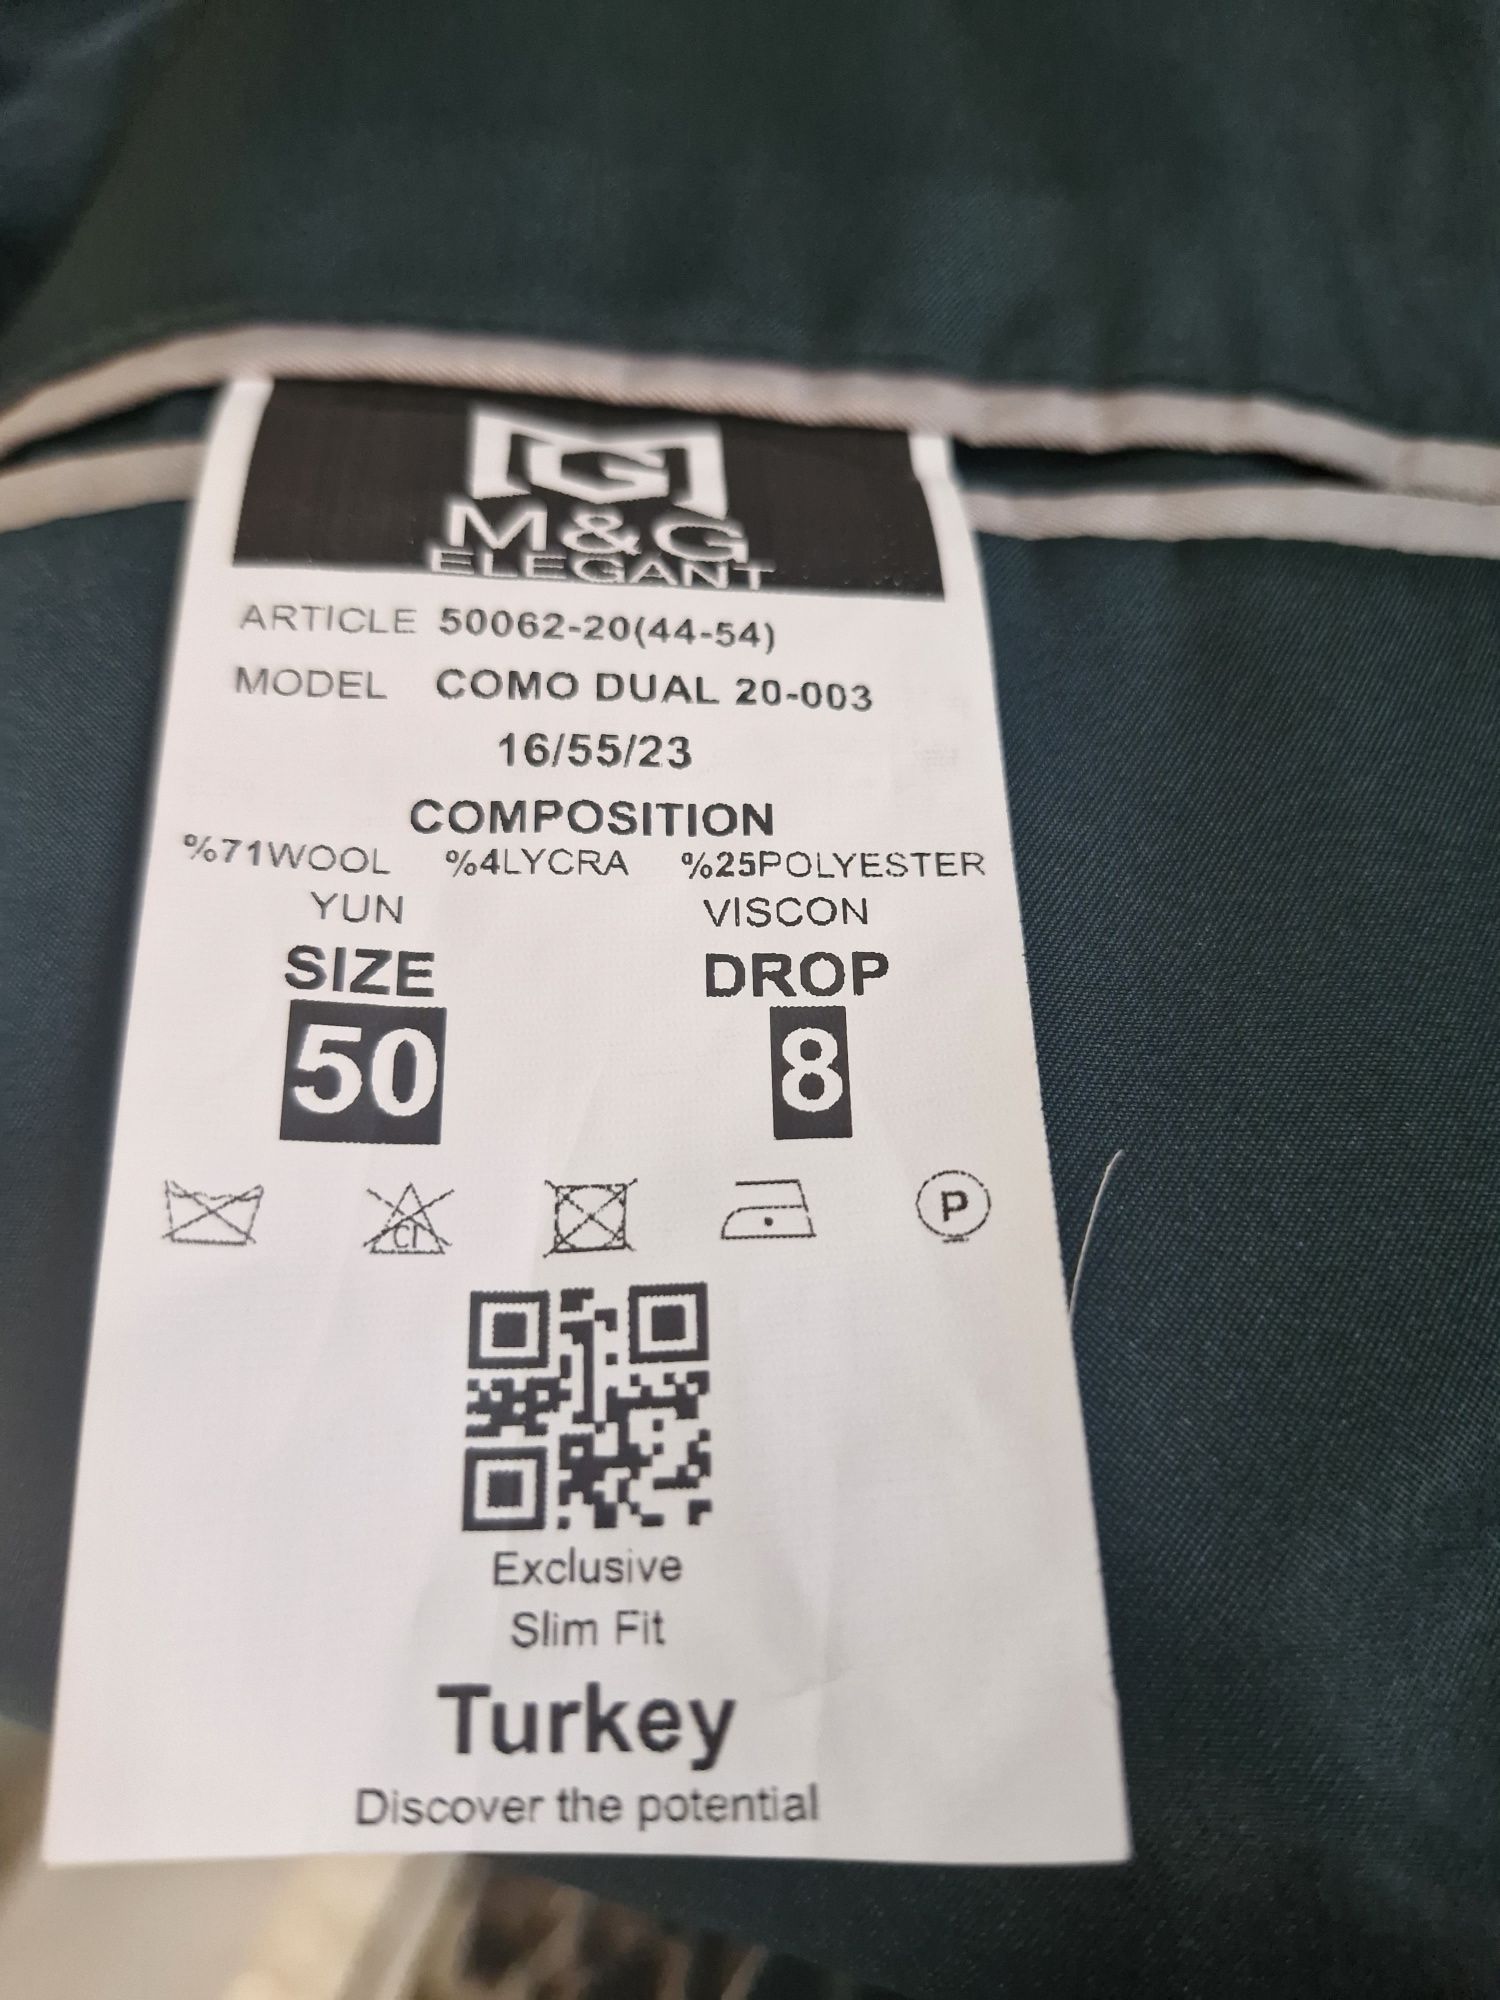 M&G
ELEGANT
ARTICLE 50062-20(44-54)
MODEL COMO DUAL 20-003
16/55/23
COMPOSITION
%71WOOL %4LYCRA %25POLYESTER
YUN VISCON
SIZE DROP
50 8
CI P
Exclusive
Slim Fit
Turkey
Discover the potential